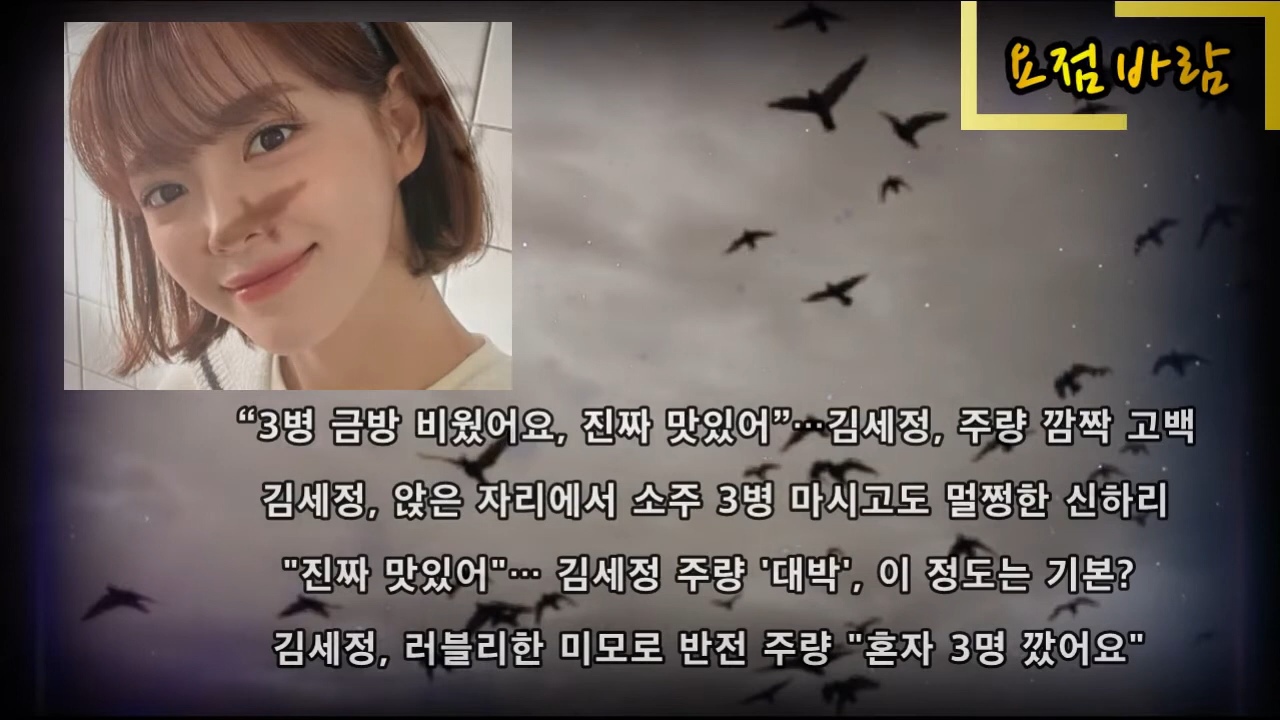 요점 바람
“3병 금방 비웠어요, 진짜 맛있어”…김세정, 주량 깜짝 고백
김세정, 앉은 자리에서 소주 3병 마시고도 멀쩡한 신하리
"진짜 맛있어"… 김세정 주량 '대박', 이 정도는 기본?
김세정, 러블리한 미모로 반전 주량 "혼자 3명 깠어요"